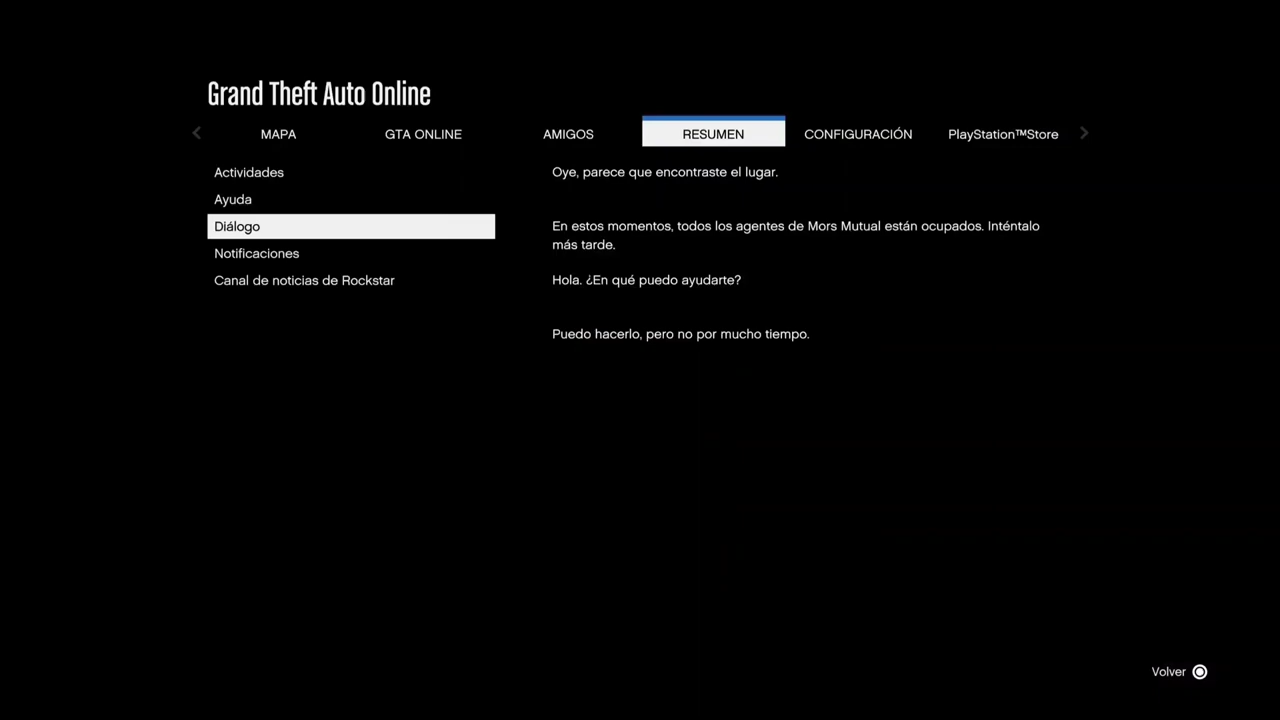 Grand Theft Auto Online
MAPA
GTA ONLINE
AMIGOS
RESUMEN
CONFIGURACIÓN
PlayStation™Store
Actividades
Ayuda
Diálogo
Notificaciones
Canal de noticias de Rockstar
Oye, parece que encontraste el lugar.
En estos momentos, todos los agentes de Mors Mutual están ocupados. Inténtalo
más tarde.
Hola. ¿En qué puedo ayudarte?
Puedo hacerlo, pero no por mucho tiempo.
Volver